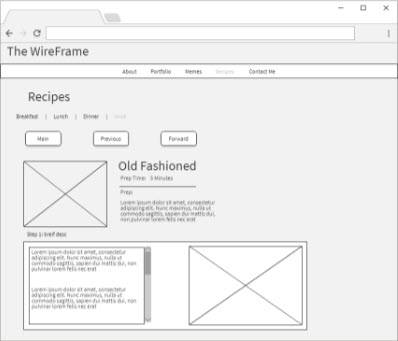 The WireFrame
About Portfolio Memes Recipes Contact Me
Recipes
Breakfast | Lunch | Dinner |
Main Previous Forward
Old Fashioned
Prep Time: 5 Minutes
Prep:
Lorem ipsum dolor sit amet, consectetur
adipiscing elit. Nunc maximus, nulla ut
commodo sagittis, sapien dui mattis dui,
non pulvinar lorem felis nec erat
Step 1: brief desc
Lorem ipsum dolor sit amet, consectetur
adipiscing elit. Nunc maximus, nulla ut
commodo sagittis, sapien dui mattis dui, non
pulvinar lorem felis nec erat
Lorem ipsum dolor sit amet, consectetur
adipiscing elit. Nunc maximus, nulla ut
commodo sagittis, sapien dui mattis dui, non
pulvinar lorem felis nec erat